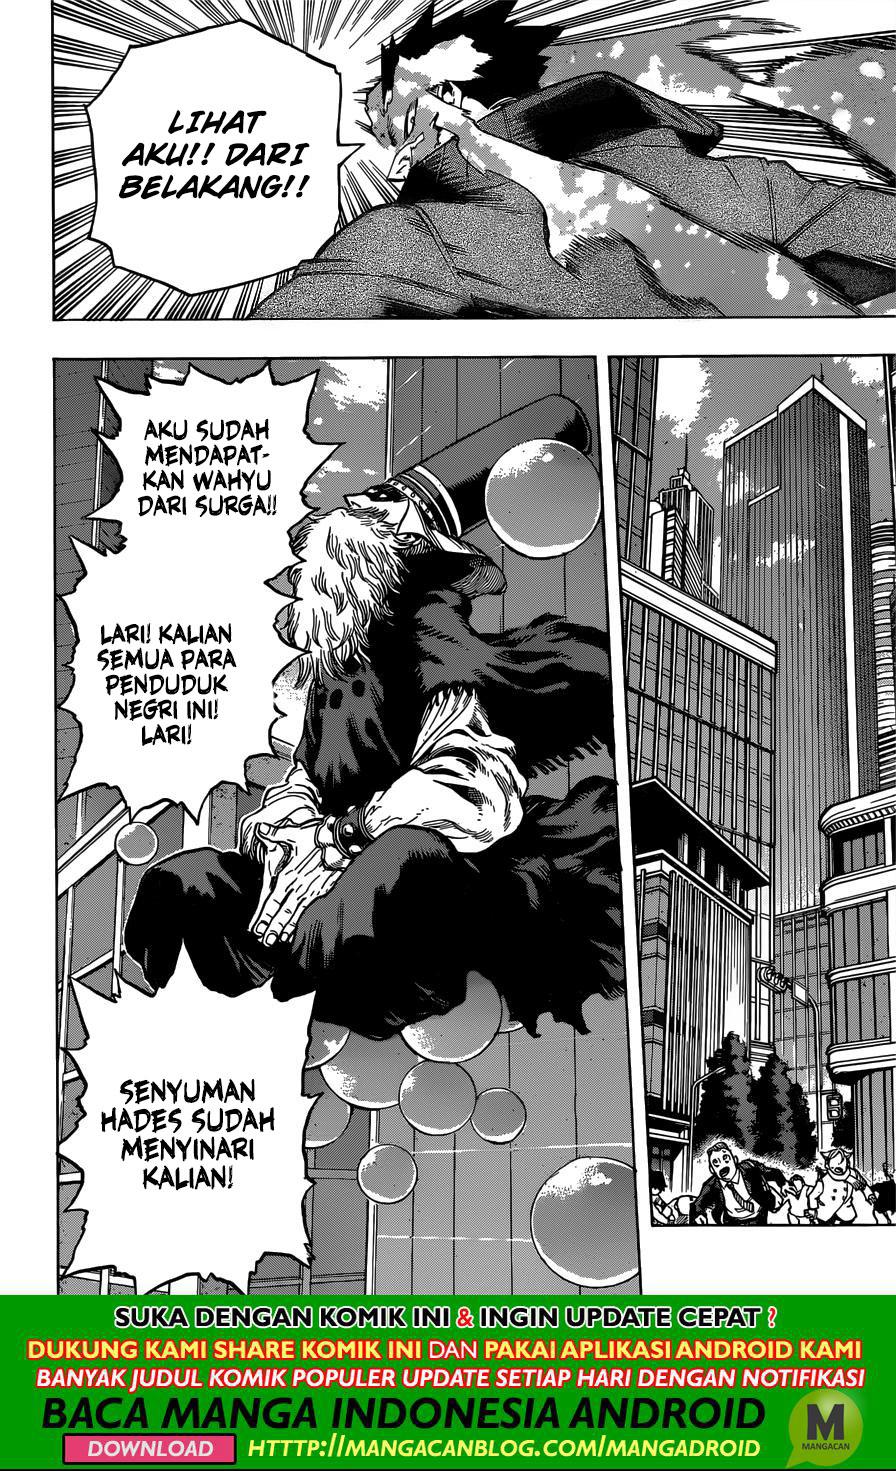 LIHAT
AKU!! DARI
BELAKANG!!
AKU SUDAH
MENDAPAT-
KAN WAHYU
DARI SURGA!!
LARI! KALIAN
SEMUA PARA
PENDUDUK
NEGRI INI!
LARI!
SENYUMAN
HADES SUDAH
MENYINARI
KALIAN!
SUKA DENGAN KOMIK INI & INGIN UPDATE CEPAT ?
DUKUNG KAMI SHARE KOMIK INI DAN PAKAI APLIKASI ANDROID KAMI
BANYAK JUDUL KOMIK POPULER UPDATE SETIAP HARI DENGAN NOTIFIKASI
BACA MANGA INDONESIA ANDROID
DOWNLOAD HTTTP://MANGACANBLOG.COM/MANGADROID
M
MANGACAN